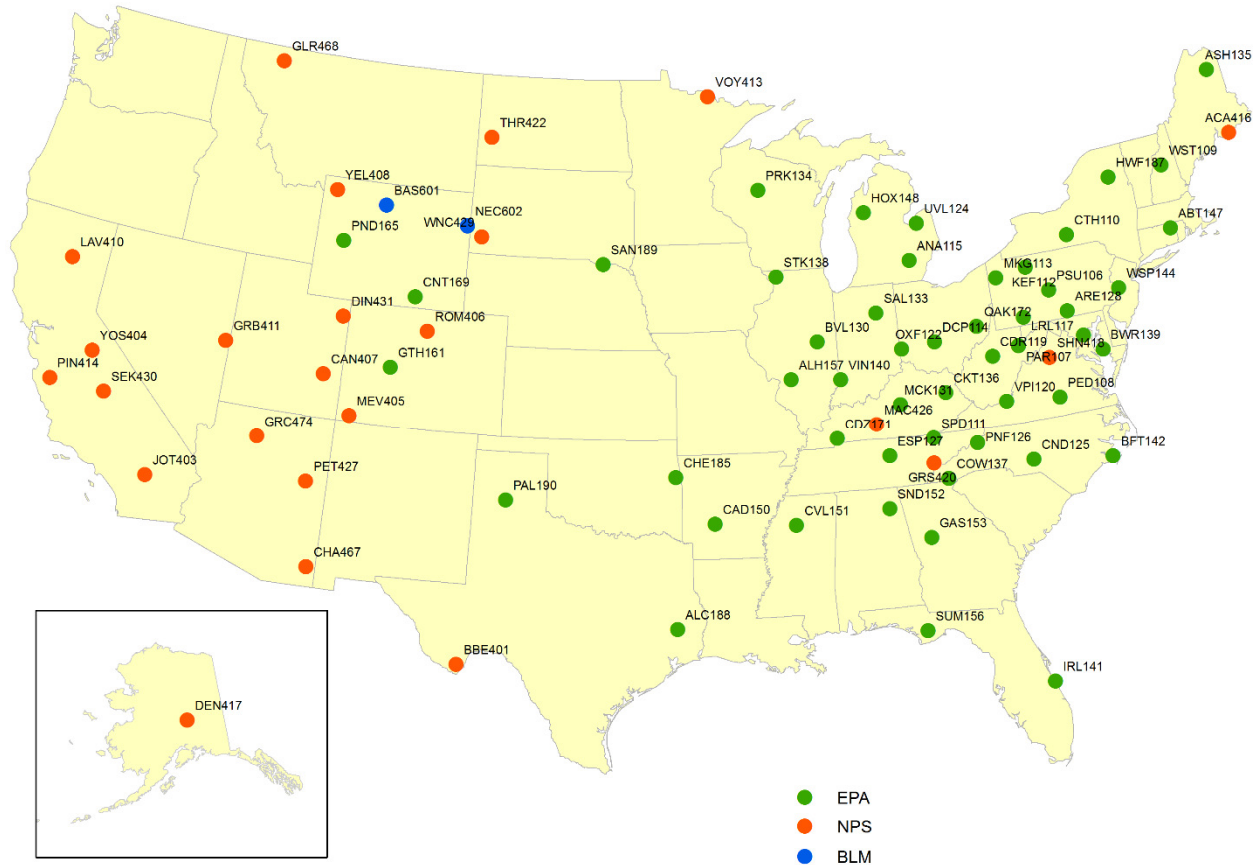 GLR468
ASH135
VOY413
ACA416
THR422
WST109
HWF187
PRK134
YEL408
BAS601
HOX148
UVL124
ABT147
WNC429
NEC602
PND165
CTH110
LAV410
SAN189
ANA115
STK138
MKG113
PSU106
WSP144
KEF112
CNT169
ARE128
DIN431
SAL133
QAK172
ROM406
DCP114
LRL117
BVL130
OXF122
BWR139
GRB411
YOS404
CDR119
SHN418
PIN414
CAN407
GTH161
ALH157
VIN140
PAR107
SEK430
CKT136
MCK131
VPI120
PED108
MEV405
MAC426
GRC474
CDZ171
SPD111
ESP127
PNF126
CND125
BFT142
JOT403
PET427
CHE185
COW137
GRS420
PAL190
SND152
CAD150
CVL151
GAS153
CHA467
ALC188
SUM156
BBE401
IRL141
DEN417
EPA
NPS
BLM